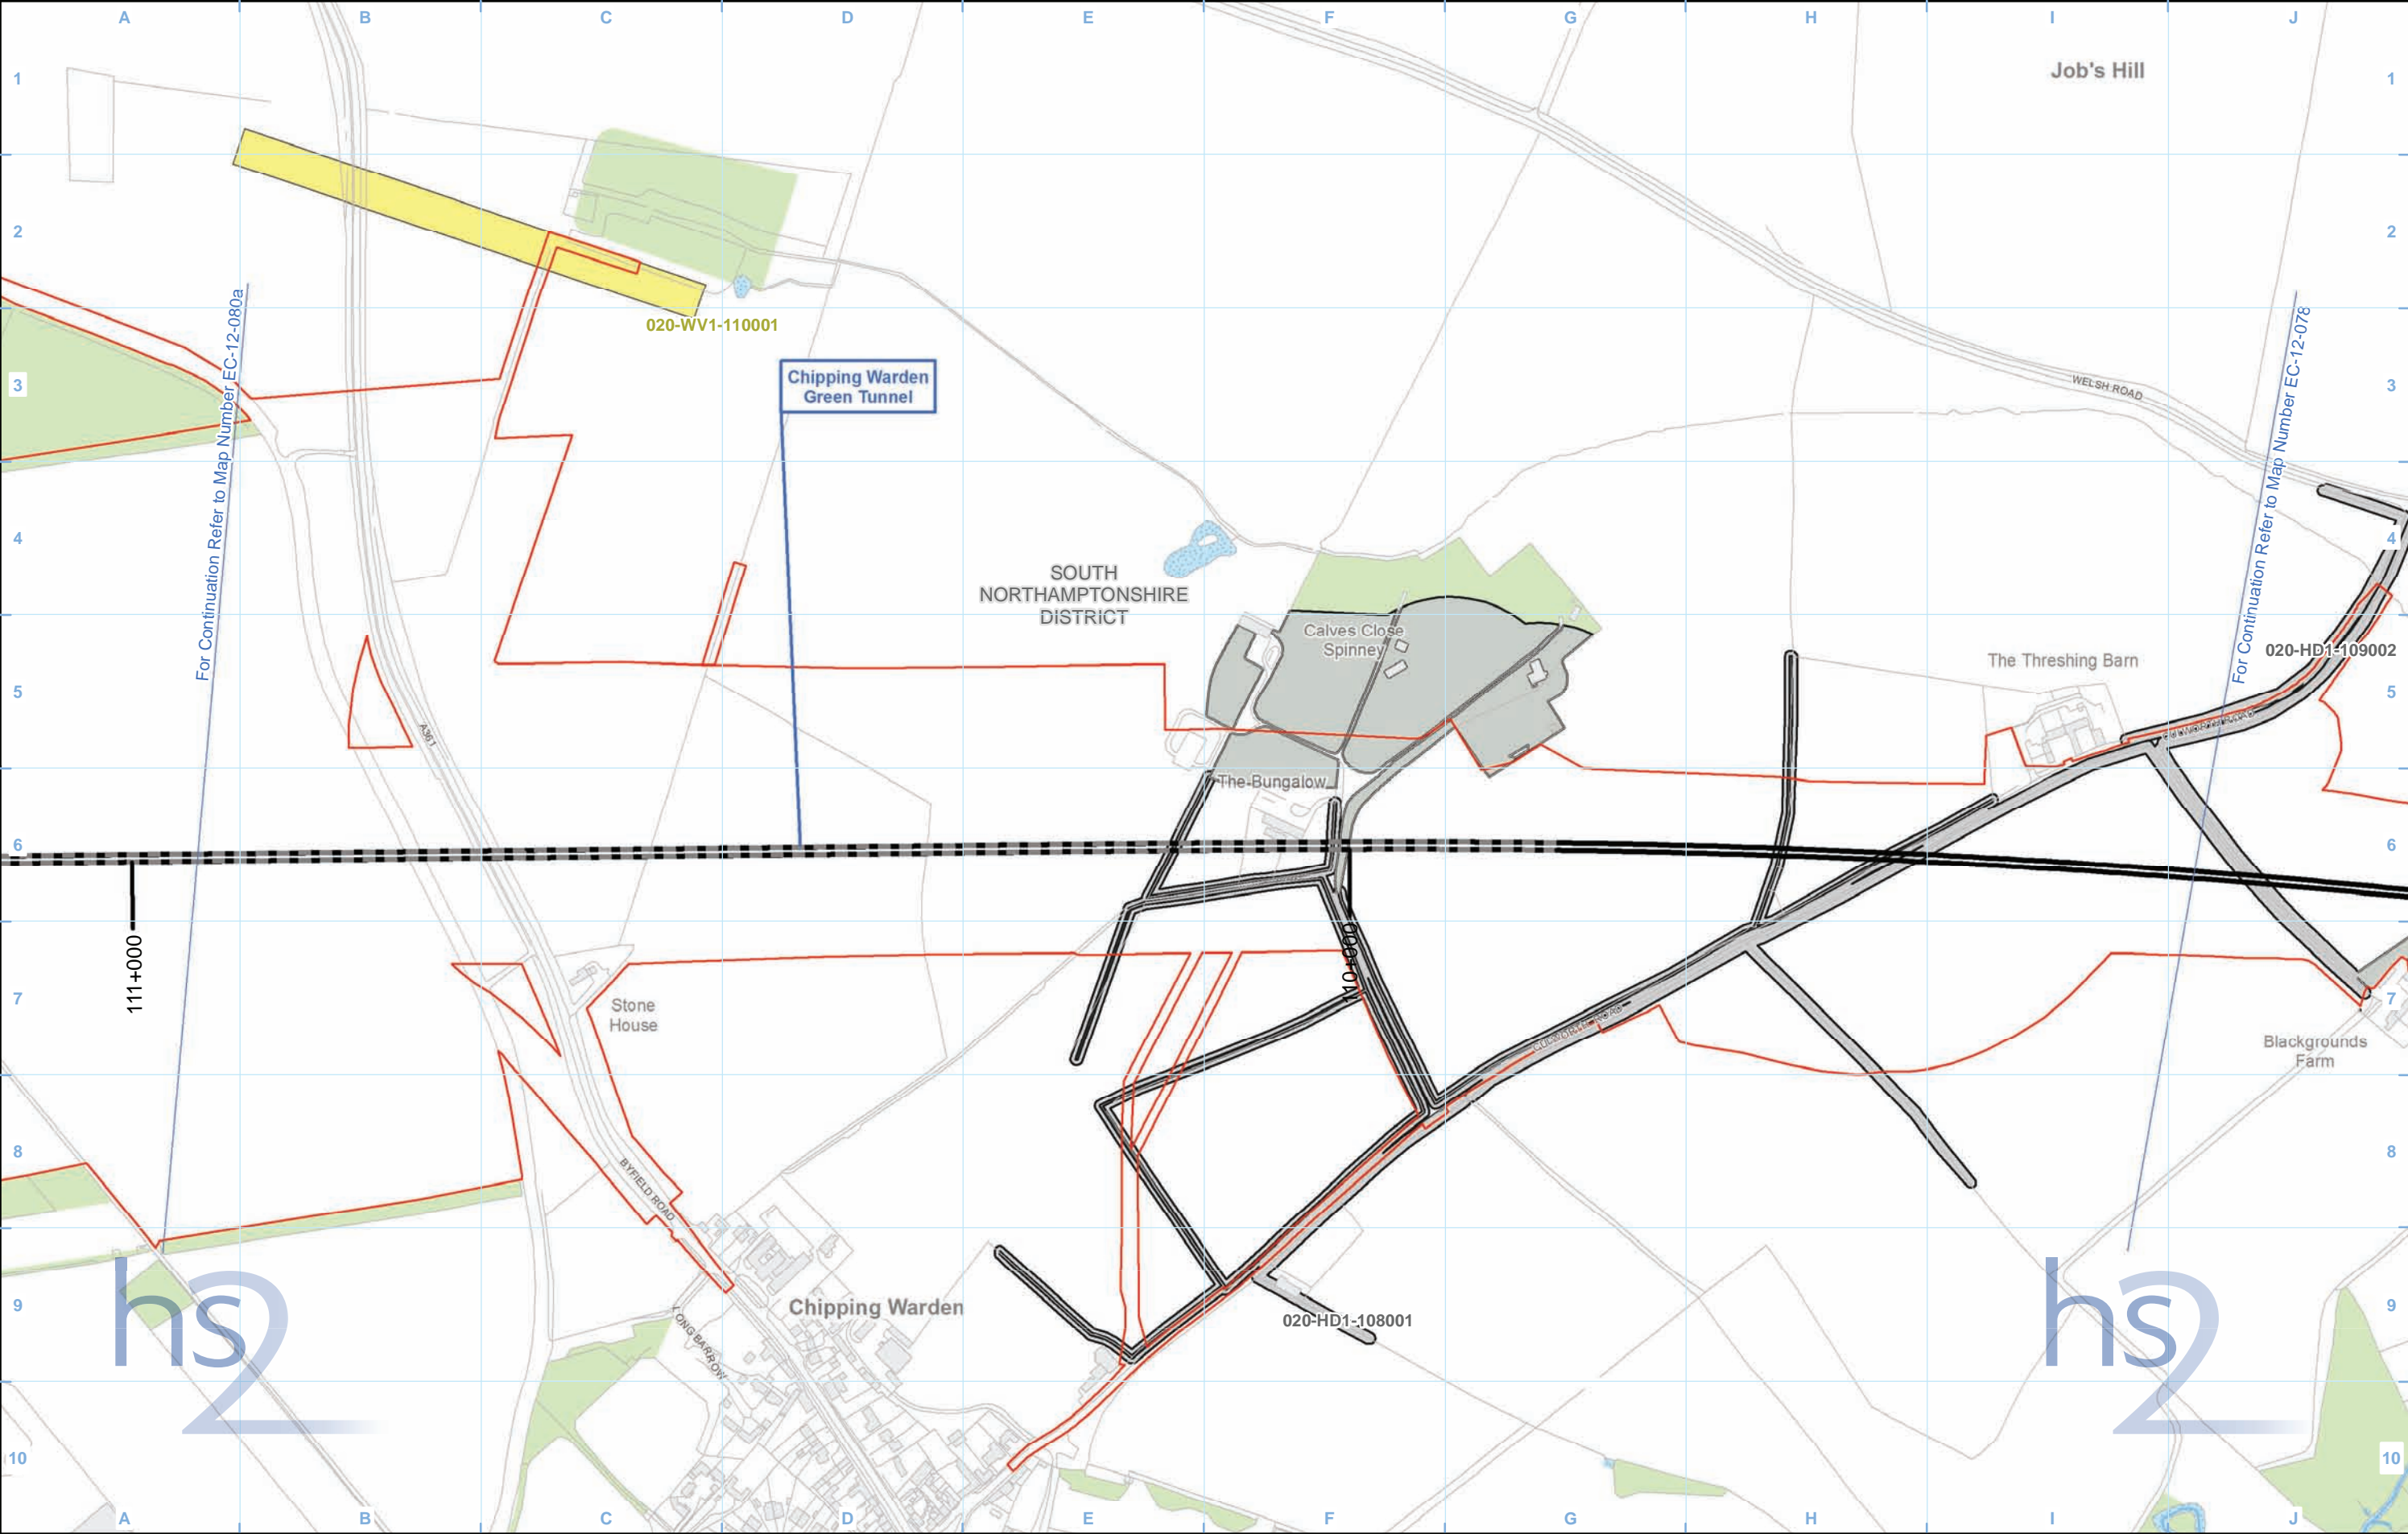 A B C D E F G H I J
1 1
Job's Hill
2 2
020-WV1-110001
3 3
Chipping Warden
Green Tunnel
WELSH ROAD
For Continuation Refer to Map Number EC-12-080a
For Continuation Refer to Map Number EC-12-078
4 4
SOUTH
NORTHAMPTONSHIRE
DISTRICT
Calves Close
Spinney
The Threshing Barn
020-HD1-109002
5 5
A361
CULWORTH ROAD
The Bungalow
6 6
111+000
110+000
7 7
Stone
House
CULWORTH ROAD
Blackgrounds
Farm
8 8
BYFIELD ROAD
9 9
hs2
Chipping Warden
020-HD1-108001
hs2
LONG BARROW
10 10
A B C D E F G H I J